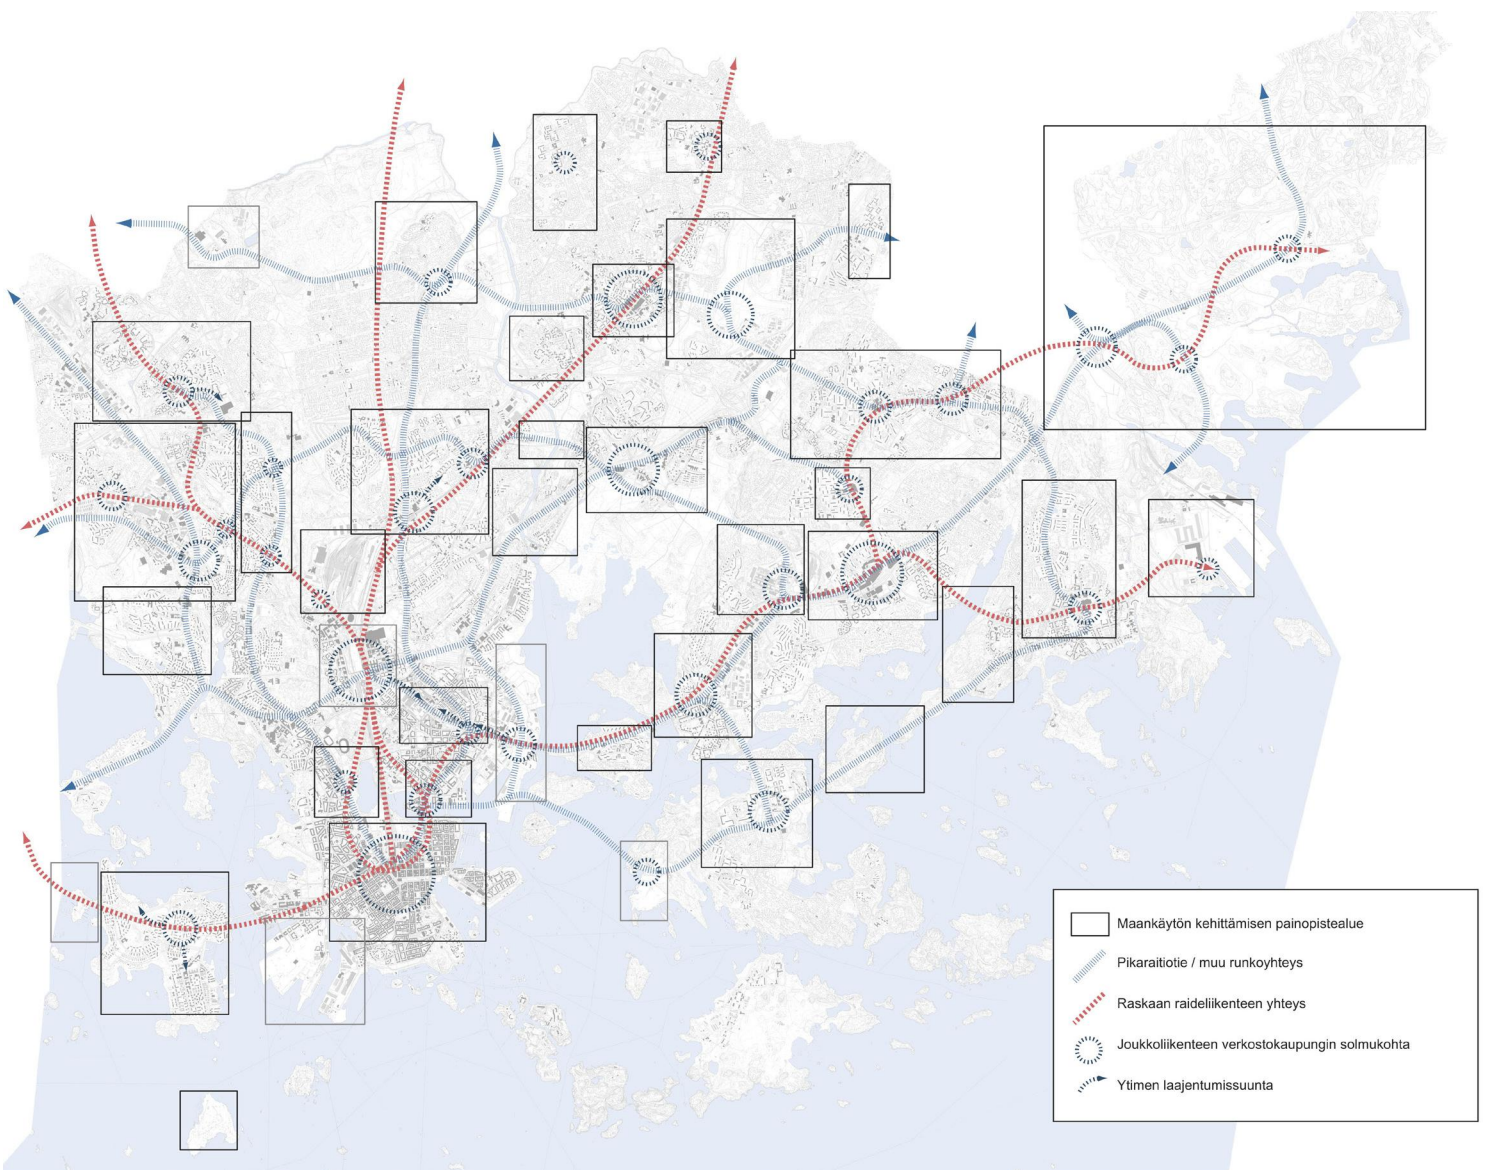 Maankäytön kehittämisen painopistealue
Pikaraitiotie / muu runkoyhteys
Raskaan raideliikenteen yhteys
Joukkoliikenteen verkostokaupungin solmukohta
Ytimen laajentumissuunta